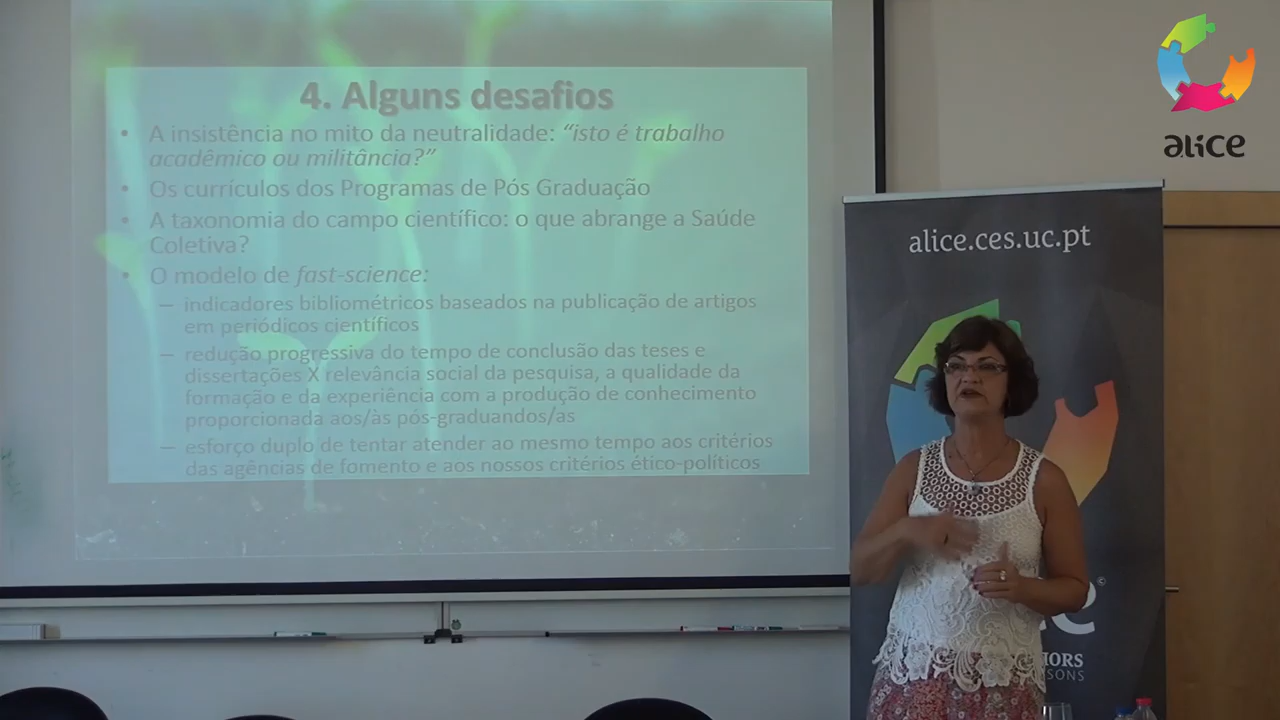 4. Alguns desafios
• A insistência no mito da neutralidade: “isto é trabalho
acadêmico ou militância?”
• Os currículos dos Programas de Pós Graduação
• A taxonomia do campo científico: o que abrange a Saúde
Coletiva?
• O modelo de fast-science:
– indicadores bibliométricos baseados na publicação de artigos
em periódicos científicos
– redução progressiva do tempo de conclusão das teses e
dissertações X relevância social da pesquisa, a qualidade da
formação e da experiência com a produção de conhecimento
proporcionada aos/às pós-graduandos/as
– esforço duplo de tentar atender ao mesmo tempo aos critérios
das agências de fomento e aos nossos critérios ético-políticos
alice
alice.ces.uc.pt